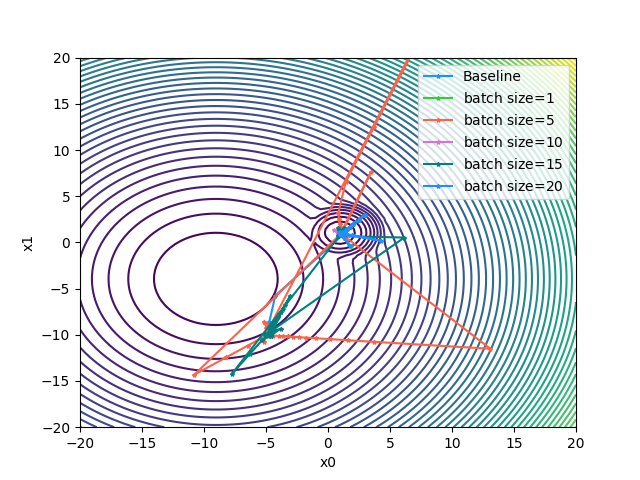 20
15
10
5
0
−5
−10
−15
−20
x1
Baseline
batch size=1
batch size=5
batch size=10
batch size=15
batch size=20
−20 −15 −10 −5 0 5 10 15 20
x0